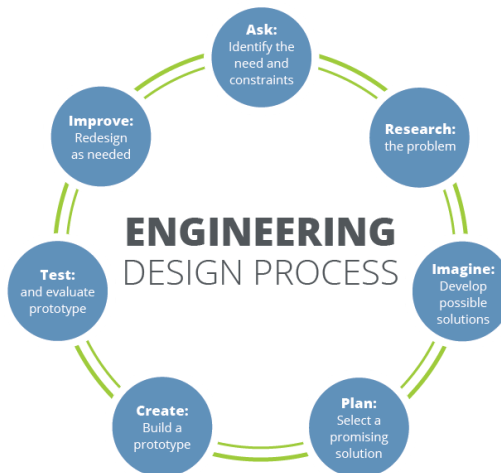 Ask:
Identify the
need and
constraints
Research:
the problem
Imagine:
Develop
possible
solutions
Plan:
Select a
promising
solution
Create:
Build a
prototype
Test:
and evaluate
prototype
Improve:
Redesign
as needed
ENGINEERING
DESIGN PROCESS